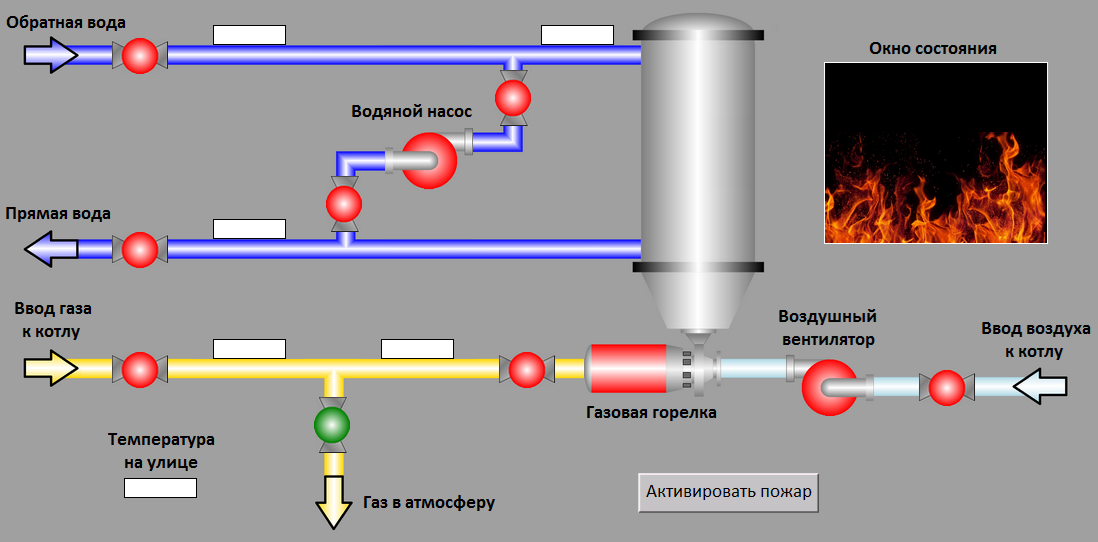 Обратная вода
Окно состояния
Водяной насос
Прямая вода
Ввод газа
к котлу
Воздушный
вентилятор
Ввод воздуха
к котлу
Газовая горелка
Температура
на улице
Газ в атмосферу
Активировать пожар